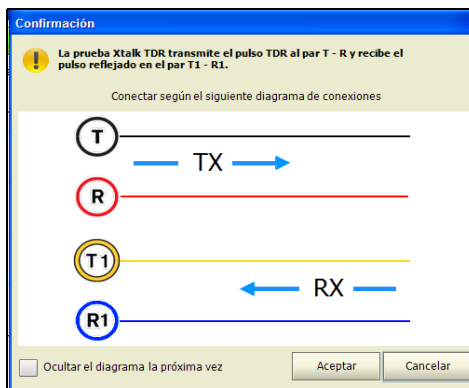 Confirmación
La prueba Xtalk TDR transmite el pulso TDR al par T - R y recibe el
pulso reflejado en el par T1 - R1.
Conectar según el siguiente diagrama de conexiones
T
TX
R
T1
RX
R1
Ocultar el diagrama la próxima vez
Aceptar
Cancelar